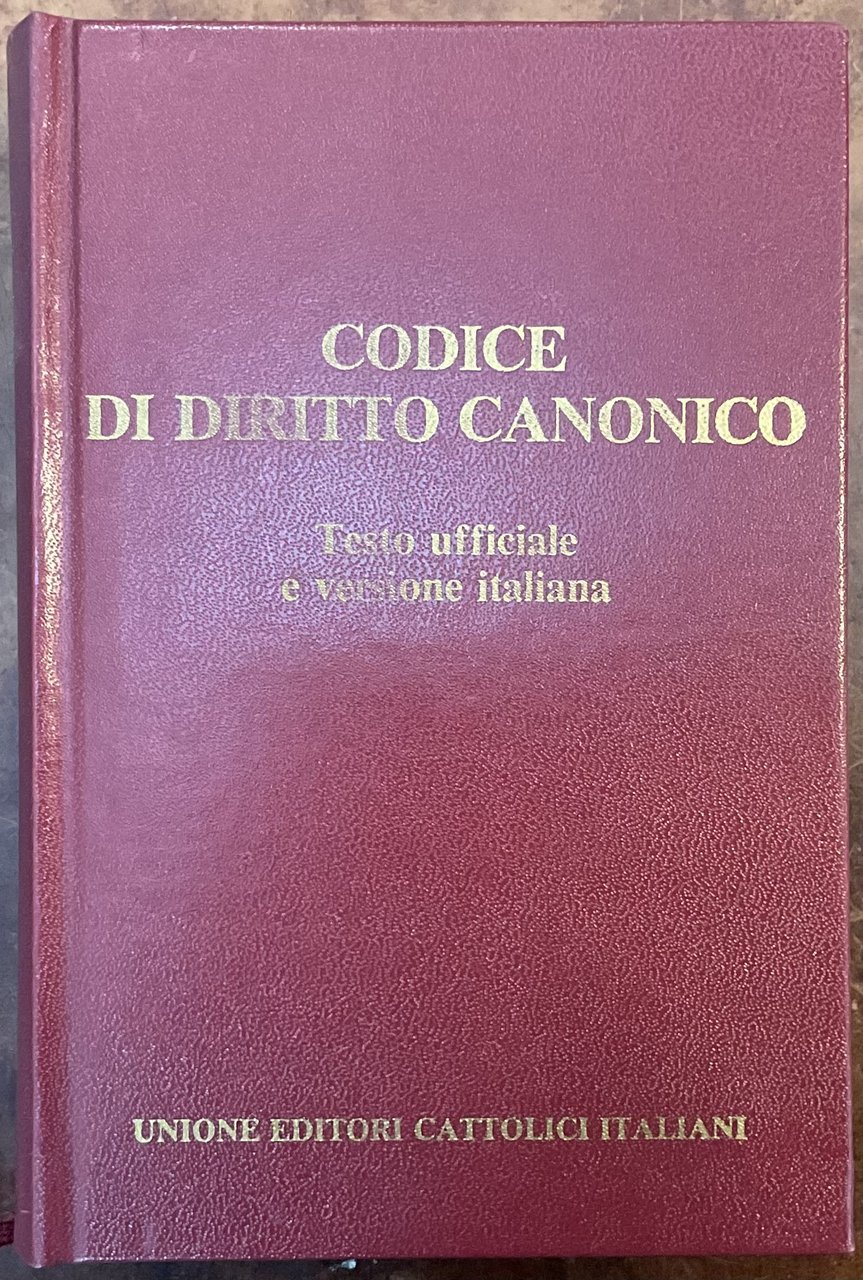 CODICE
DI DIRITTO CANONICO
Testo ufficiale
e versione italiana
UNIONE EDITORI CATTOLICI ITALIANI